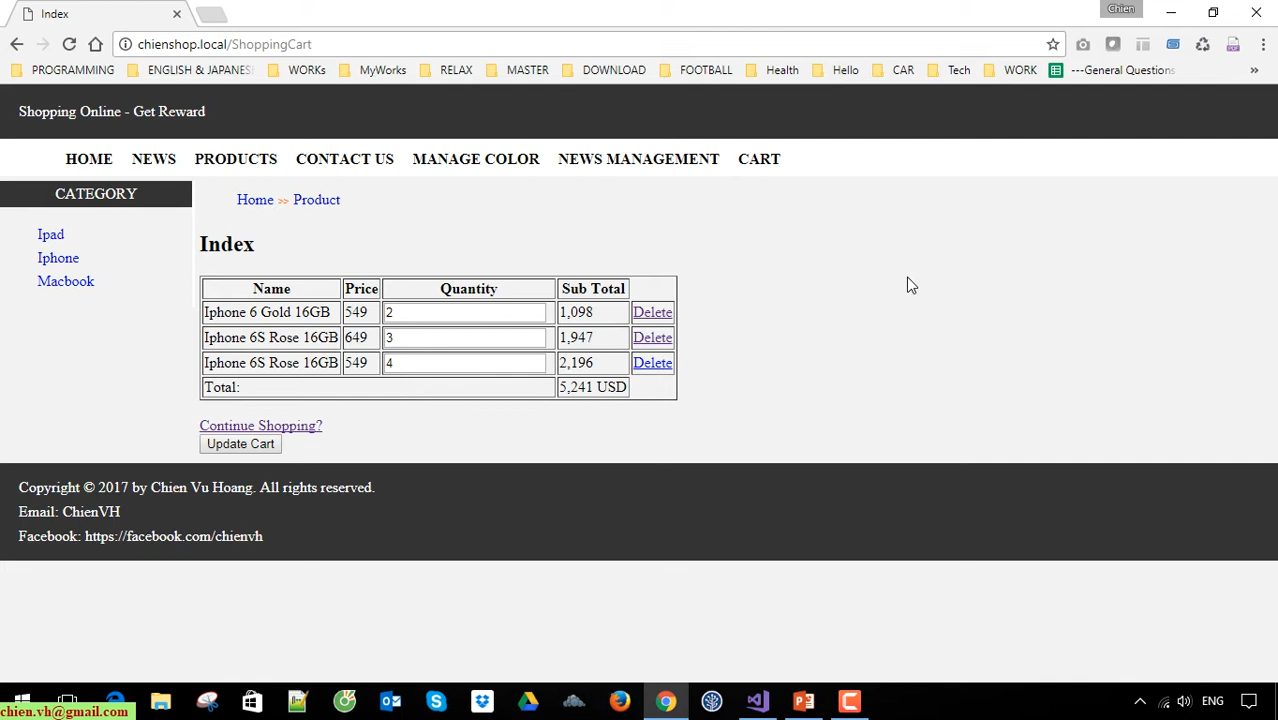 Index
Chien
chienshop.local/ShoppingCart
PROGRAMMING ENGLISH & JAPANES WORKs MyWorks RELAX MASTER DOWNLOAD FOOTBALL Health Hello CAR Tech WORK ---General Questions »
Shopping Online - Get Reward
HOME NEWS PRODUCTS CONTACT US MANAGE COLOR NEWS MANAGEMENT CART
CATEGORY
Ipad
Iphone
Macbook
Home >> Product
Index
Name Price Quantity Sub Total
Iphone 6 Gold 16GB 549 2 1,098 Delete
Iphone 6S Rose 16GB 649 3 1,947 Delete
Iphone 6S Rose 16GB 549 4 2,196 Delete
Total: 5,241 USD
Continue Shopping?
Update Cart
Copyright © 2017 by Chien Vu Hoang. All rights reserved.
Email: ChienVH
Facebook: https://facebook.com/chienvh
ENG
chien.vh@gmail.com